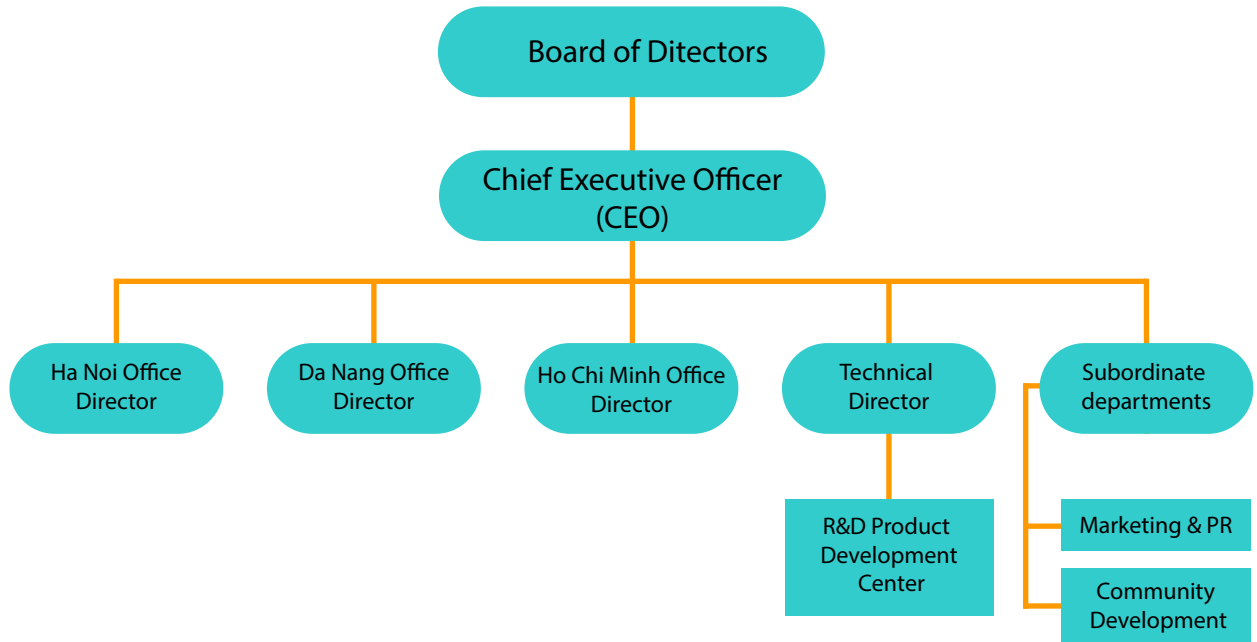 Board of Ditectors
Chief Executive Officer
(CEO)
Ha Noi Office
Director
Da Nang Office
Director
Ho Chi Minh Office
Director
Technical
Director
Subordinate
departments
R&D Product
Development
Center
Marketing & PR
Community
Development